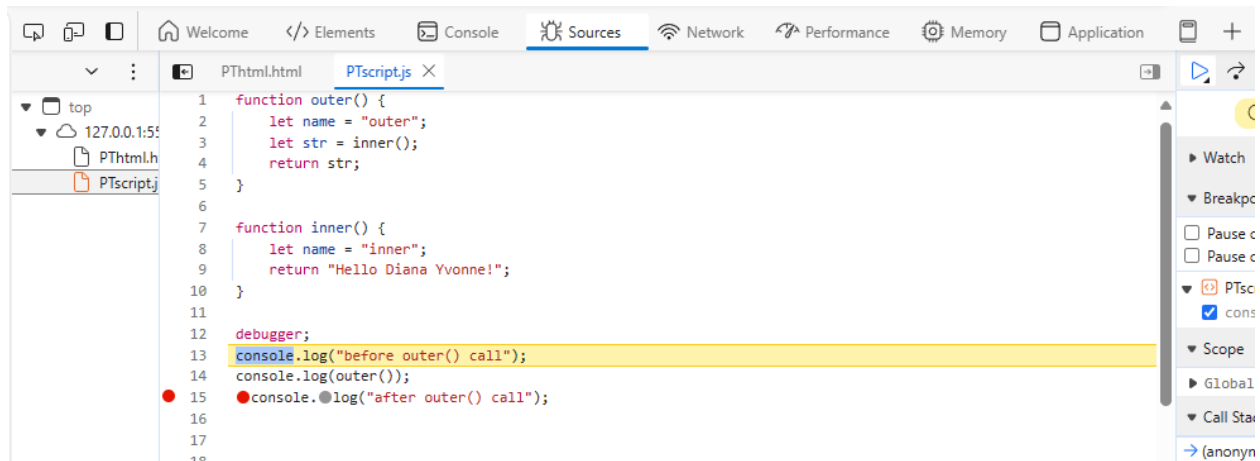 Welcome </> Elements Console Sources Network Performance Memory Application
PThtml.html PTscript.js
top
127.0.0.1:55
PThtml.h
PTscript.j
1 function outer() {
2 let name = "outer";
3 let str = inner();
4 return str;
5 }
6
7 function inner() {
8 let name = "inner";
9 return "Hello Diana Yvonne!";
10 }
11
12 debugger;
13 console.log("before outer() call");
14 console.log(outer());
15 console.log("after outer() call");
16
17
18
Watch
Breakpo
Pause o
Pause o
PTscr
cons
Scope
Global
Call Stac
(anonym